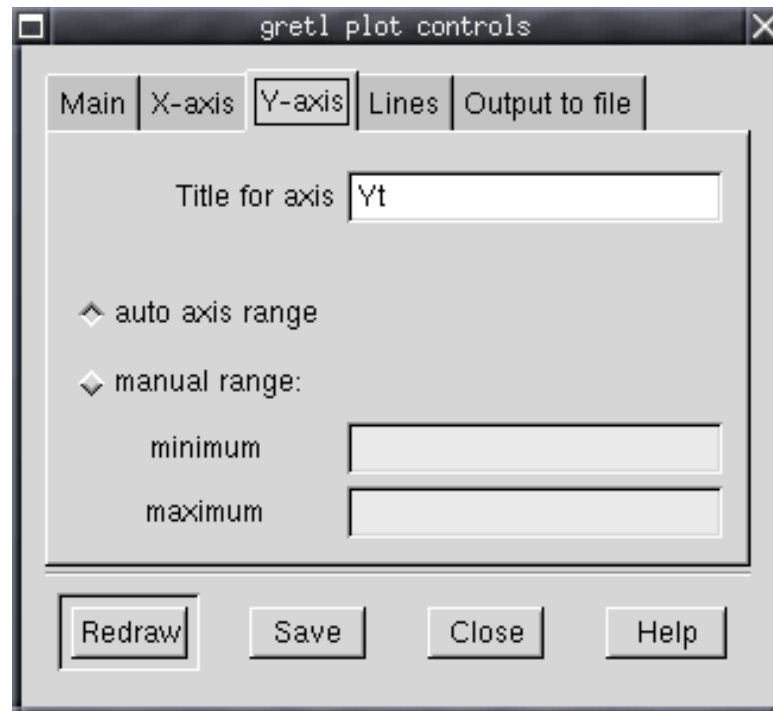 gretl plot controls
Main X-axis Y-axis Lines Output to file
Title for axis Yt
auto axis range
manual range:
minimum
maximum
Redraw Save Close Help